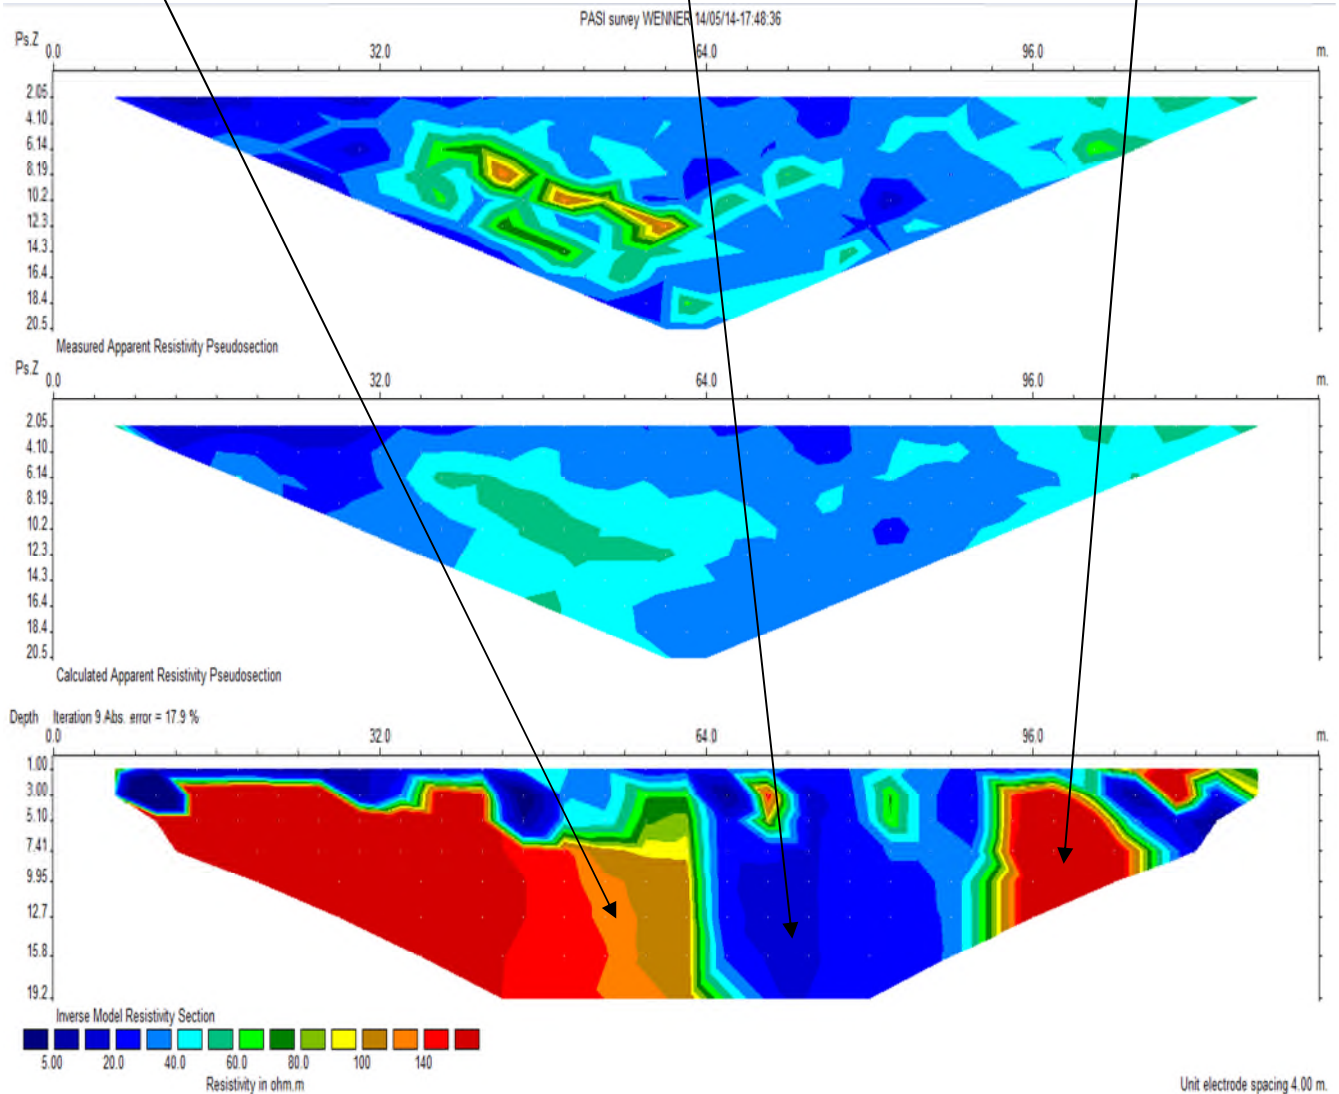 PASI survey WENNER 14/05/14-17:48:36
Ps.Z 0.0 32.0 64.0 96.0 m.
2.05
4.10
6.14
8.19
10.2
12.3
14.3
16.4
18.4
20.5
Measured Apparent Resistivity Pseudosection
Ps.Z 0.0 32.0 64.0 96.0 m.
2.05
4.10
6.14
8.19
10.2
12.3
14.3
16.4
18.4
20.5
Calculated Apparent Resistivity Pseudosection
Depth Iteration 9 Abs. error = 17.9 %
0.0 32.0 64.0 96.0 m.
1.00
3.00
5.10
7.41
9.95
12.7
15.8
19.2
Inverse Model Resistivity Section
5.00 20.0 40.0 60.0 80.0 100 140
Resistivity in ohm.m
Unit electrode spacing 4.00 m.